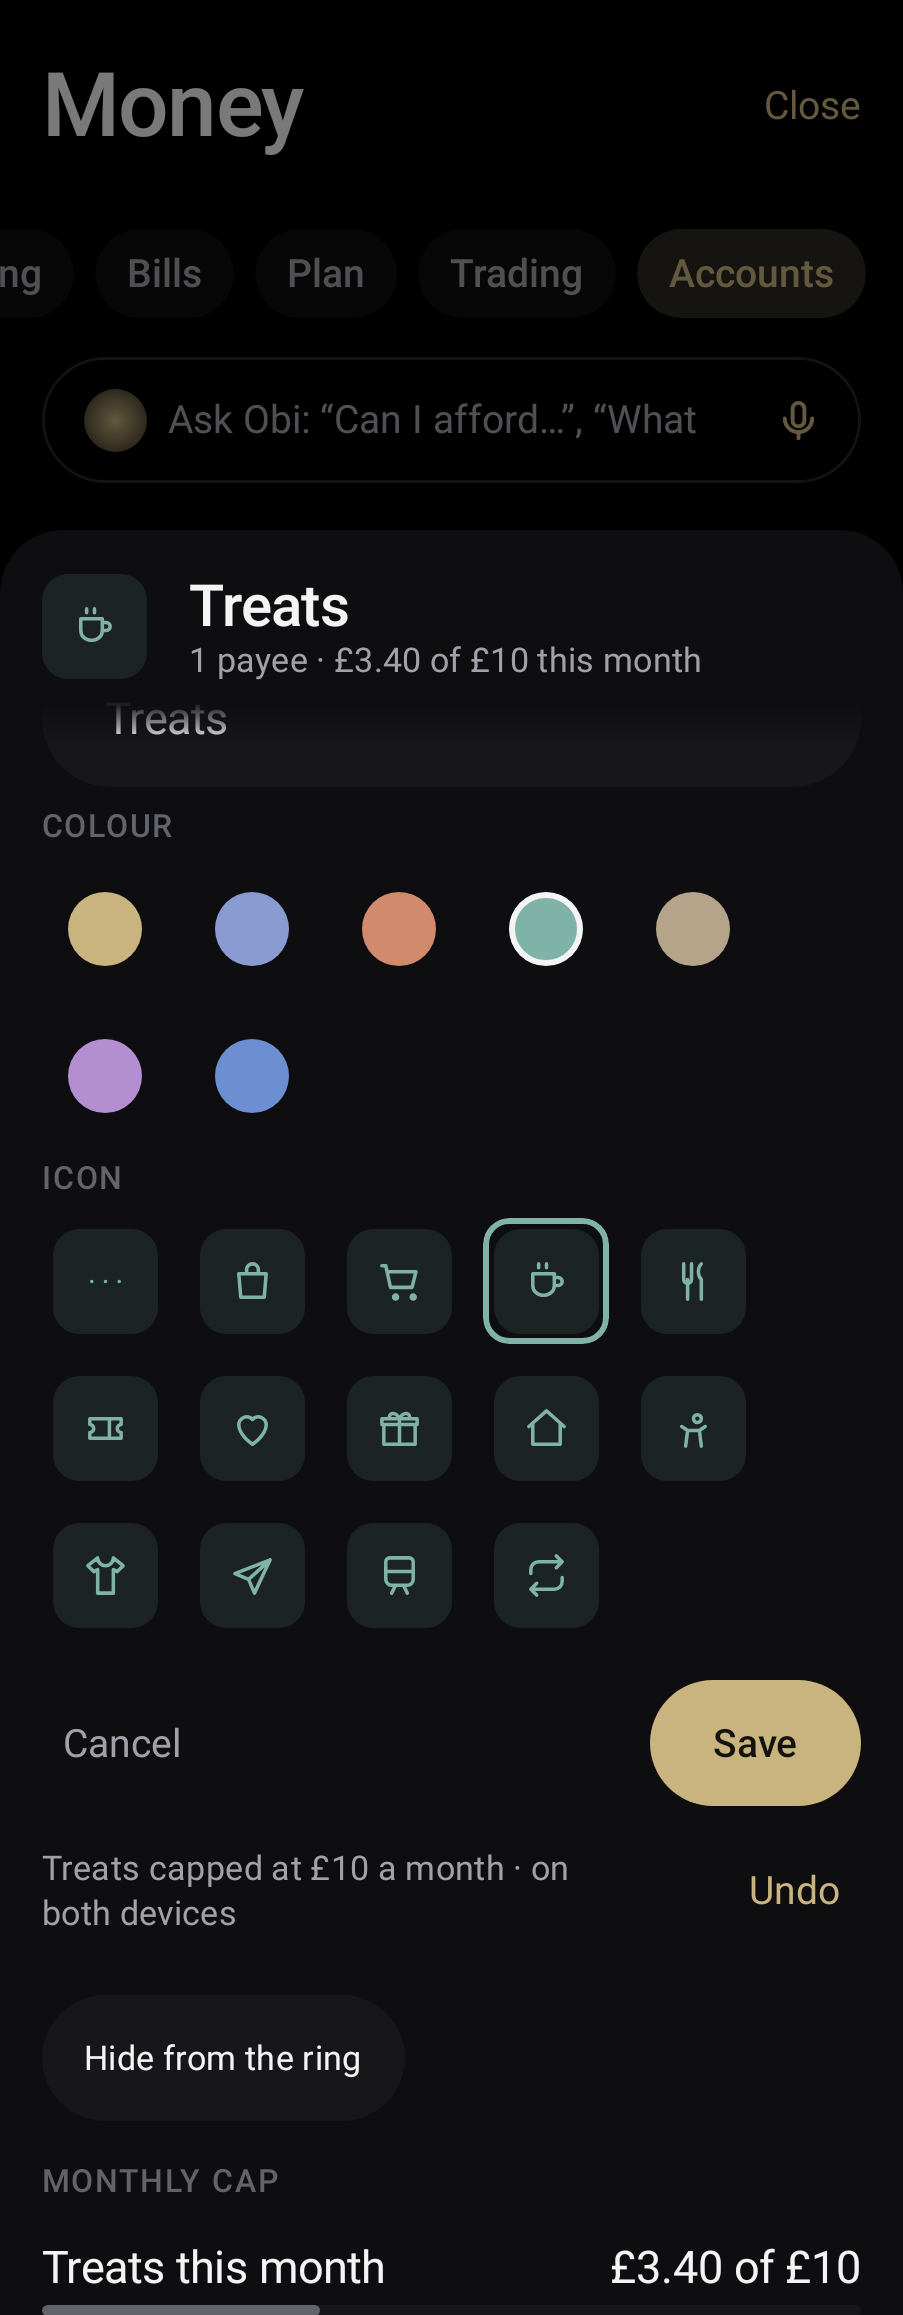 Money
Close
ng
Bills
Plan
Trading
Accounts
Ask Obi: “Can I afford…”, “What
Treats
1 payee · £3.40 of £10 this month
Treats
COLOUR
ICON
Cancel
Save
Treats capped at £10 a month · on
both devices
Undo
Hide from the ring
MONTHLY CAP
Treats this month
£3.40 of £10